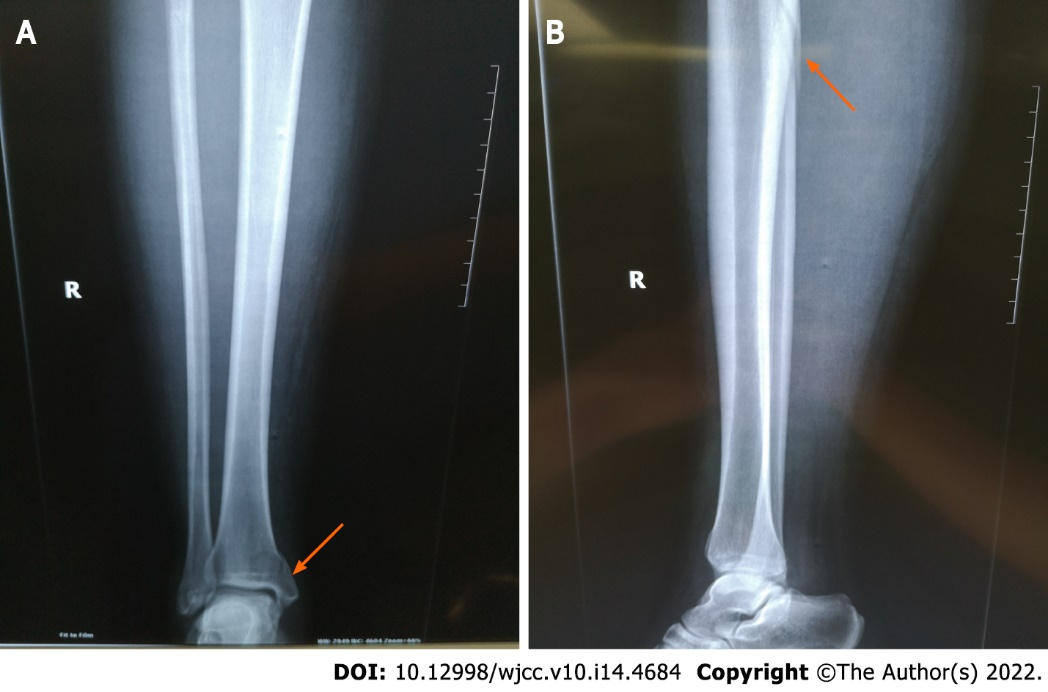 A
B
R
R
Fit to Film
DOI: 10.12998/wjcc.v10.i14.4684 Copyright ©The Author(s) 2022.